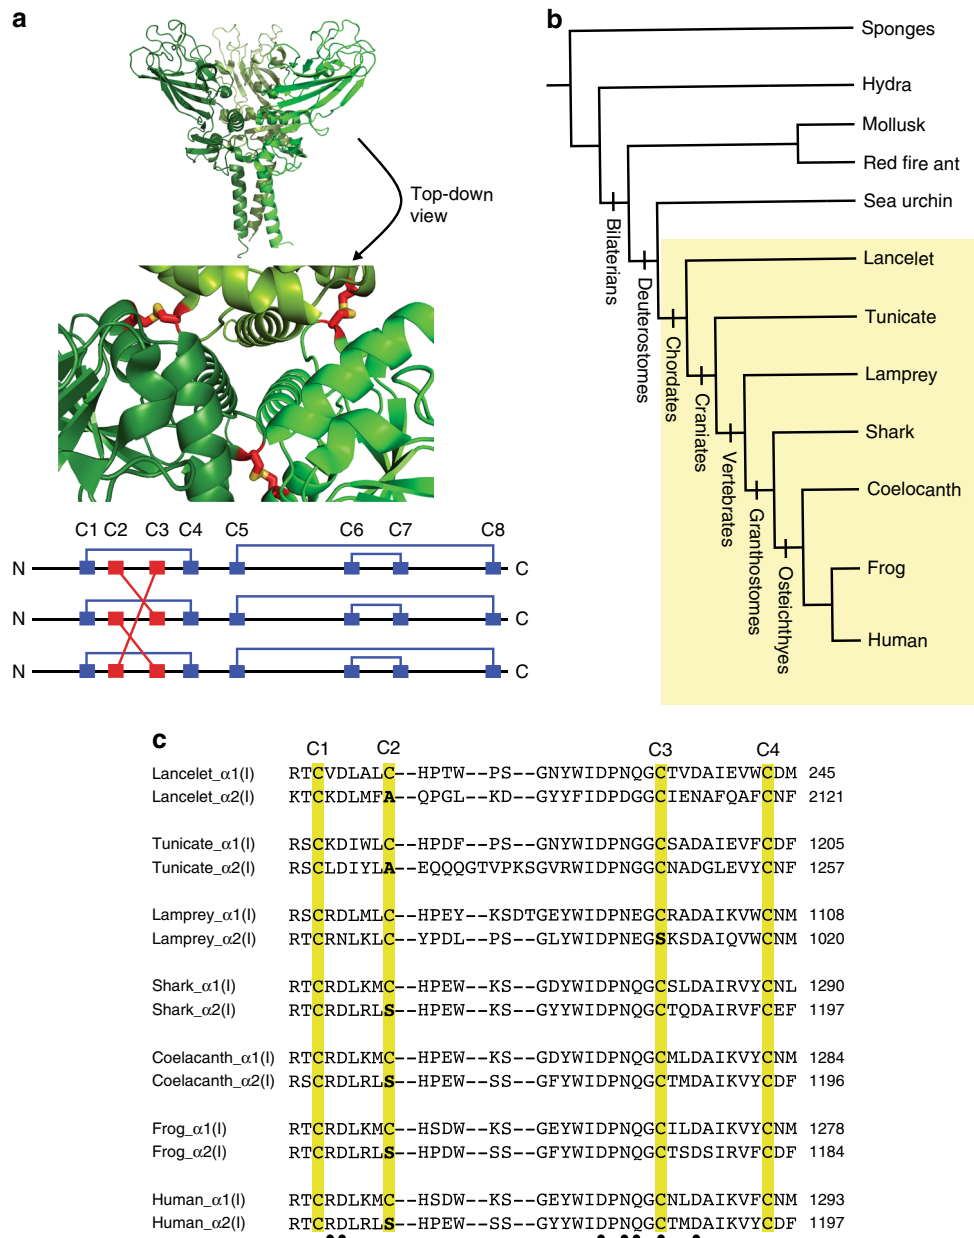 a
Top-down
view
C1 C2 C3 C4 C5 C6 C7 C8
N C
N C
N C
b
Sponges
Hydra
Mollusk
Red fire ant
Sea urchin
Lancelet
Tunicate
Lamprey
Shark
Coelocanth
Frog
Human
Bilaterians
Deuterostomes
Chordates
Craniates
Vertebrates
Granthostomes
Osteichthyes
c
C1 C2 C3 C4
Lancelet_α1(I) RTCVDLALC--HPTW--PS--GNYWIDPNQGCTVDAIEVWCDM 245
Lancelet_α2(I) KTCKDLMFA--QPGL--KD--GYYFIDPDGGCIENAFQAFCNF 2121
Tunicate_α1(I) RSCKDIWLC--HPDF--PS--GNYWIDPNGGCSADAIEVFCDF 1205
Tunicate_α2(I) RSCLDIYLA--EQQQGTVPKSGVRWIDPNGGCNADGLEVYCNF 1257
Lamprey_α1(I) RSCRDLMLC--HPEY--KSDTGEYWIDPNEGCRADAIKVWCNM 1108
Lamprey_α2(I) RTCRNLKLC--YPDL--PS--GLYWIDPNEGSKSDAIQVWCNM 1020
Shark_α1(I) RTCRDLKMC--HPEW--KS--GDYWIDPNQGCSLDAIRVYCNL 1290
Shark_α2(I) RTCRDLRLS--HPEW--KS--GYYWIDPNQGCTQDAIRVFCEF 1197
Coelacanth_α1(I) RTCRDLKMC--HPEW--KS--GDYWIDPNQGCMLDAIKVYCNM 1284
Coelacanth_α2(I) RSCRDLRLS--HPEW--SS--GFYWIDPNQGCTMDAIKVYCDF 1196
Frog_α1(I) RTCRDLKMC--HSDW--KS--GEYWIDPNQGCILDAIKVYCNM 1278
Frog_α2(I) RTCRDLRLS--HPDW--SS--GFYWIDPNQGCTSDSIRVFCDF 1184
Human_α1(I) RTCRDLKMC--HSDW--KS--GEYWIDPNQGCNLDAIKVFCNM 1293
Human_α2(I) RTCRDLRLS--HPEW--SS--GYYWIDPNQGCTMDAIKVYCDF 1197